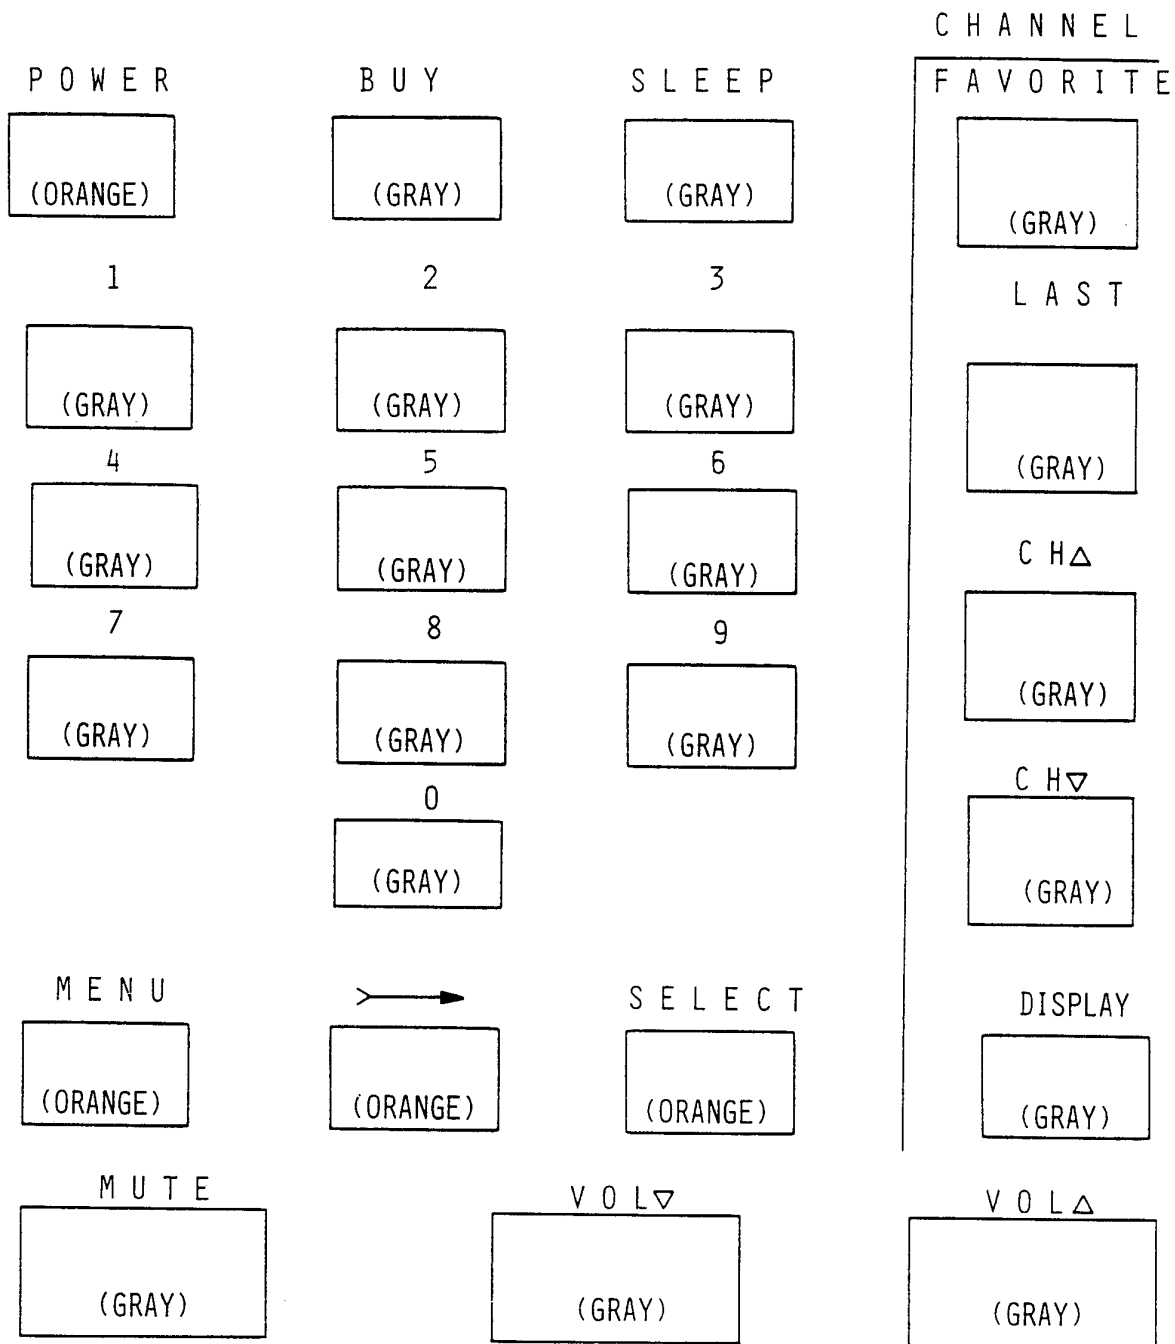 CHANNEL
POWER BUY SLEEP FAVORITE
(ORANGE) (GRAY) (GRAY) (GRAY)
1 2 3 LAST
(GRAY) (GRAY) (GRAY) (GRAY)
4 5 6
(GRAY) (GRAY) (GRAY) CH△
7 8 9
(GRAY) (GRAY) (GRAY) (GRAY)
0 CH▽
(GRAY) (GRAY)
MENU SELECT DISPLAY
(ORANGE) (ORANGE) (ORANGE) (GRAY)
MUTE VOL▽ VOL△
(GRAY) (GRAY) (GRAY)